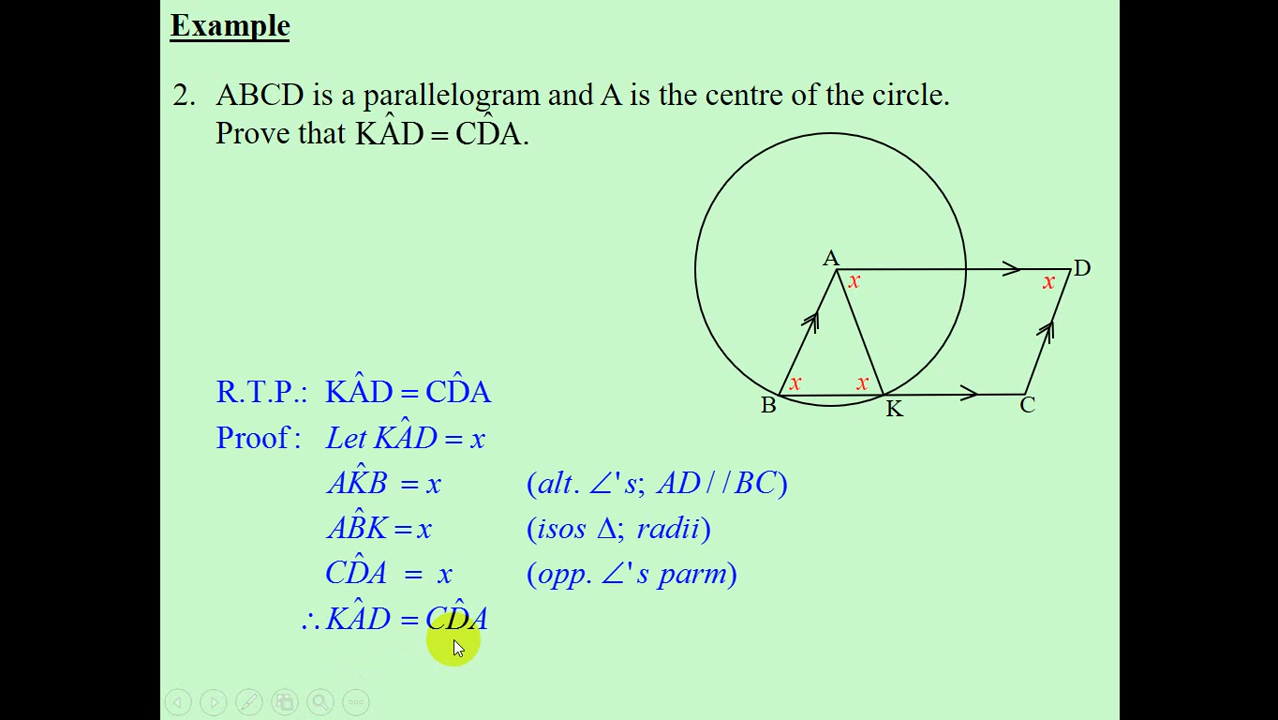 Example
2. ABCD is a parallelogram and A is the centre of the circle.
Prove that KÂD = CD̂A.
A
D
x
x
x
x
B
K
C
R.T.P.: KÂD = CD̂A
Proof: Let KÂD = x
AK̂B = x (alt. ∠'s; AD//BC)
AB̂K = x (isos Δ; radii)
CD̂A = x (opp. ∠'s parm)
∴ KÂD = CD̂A